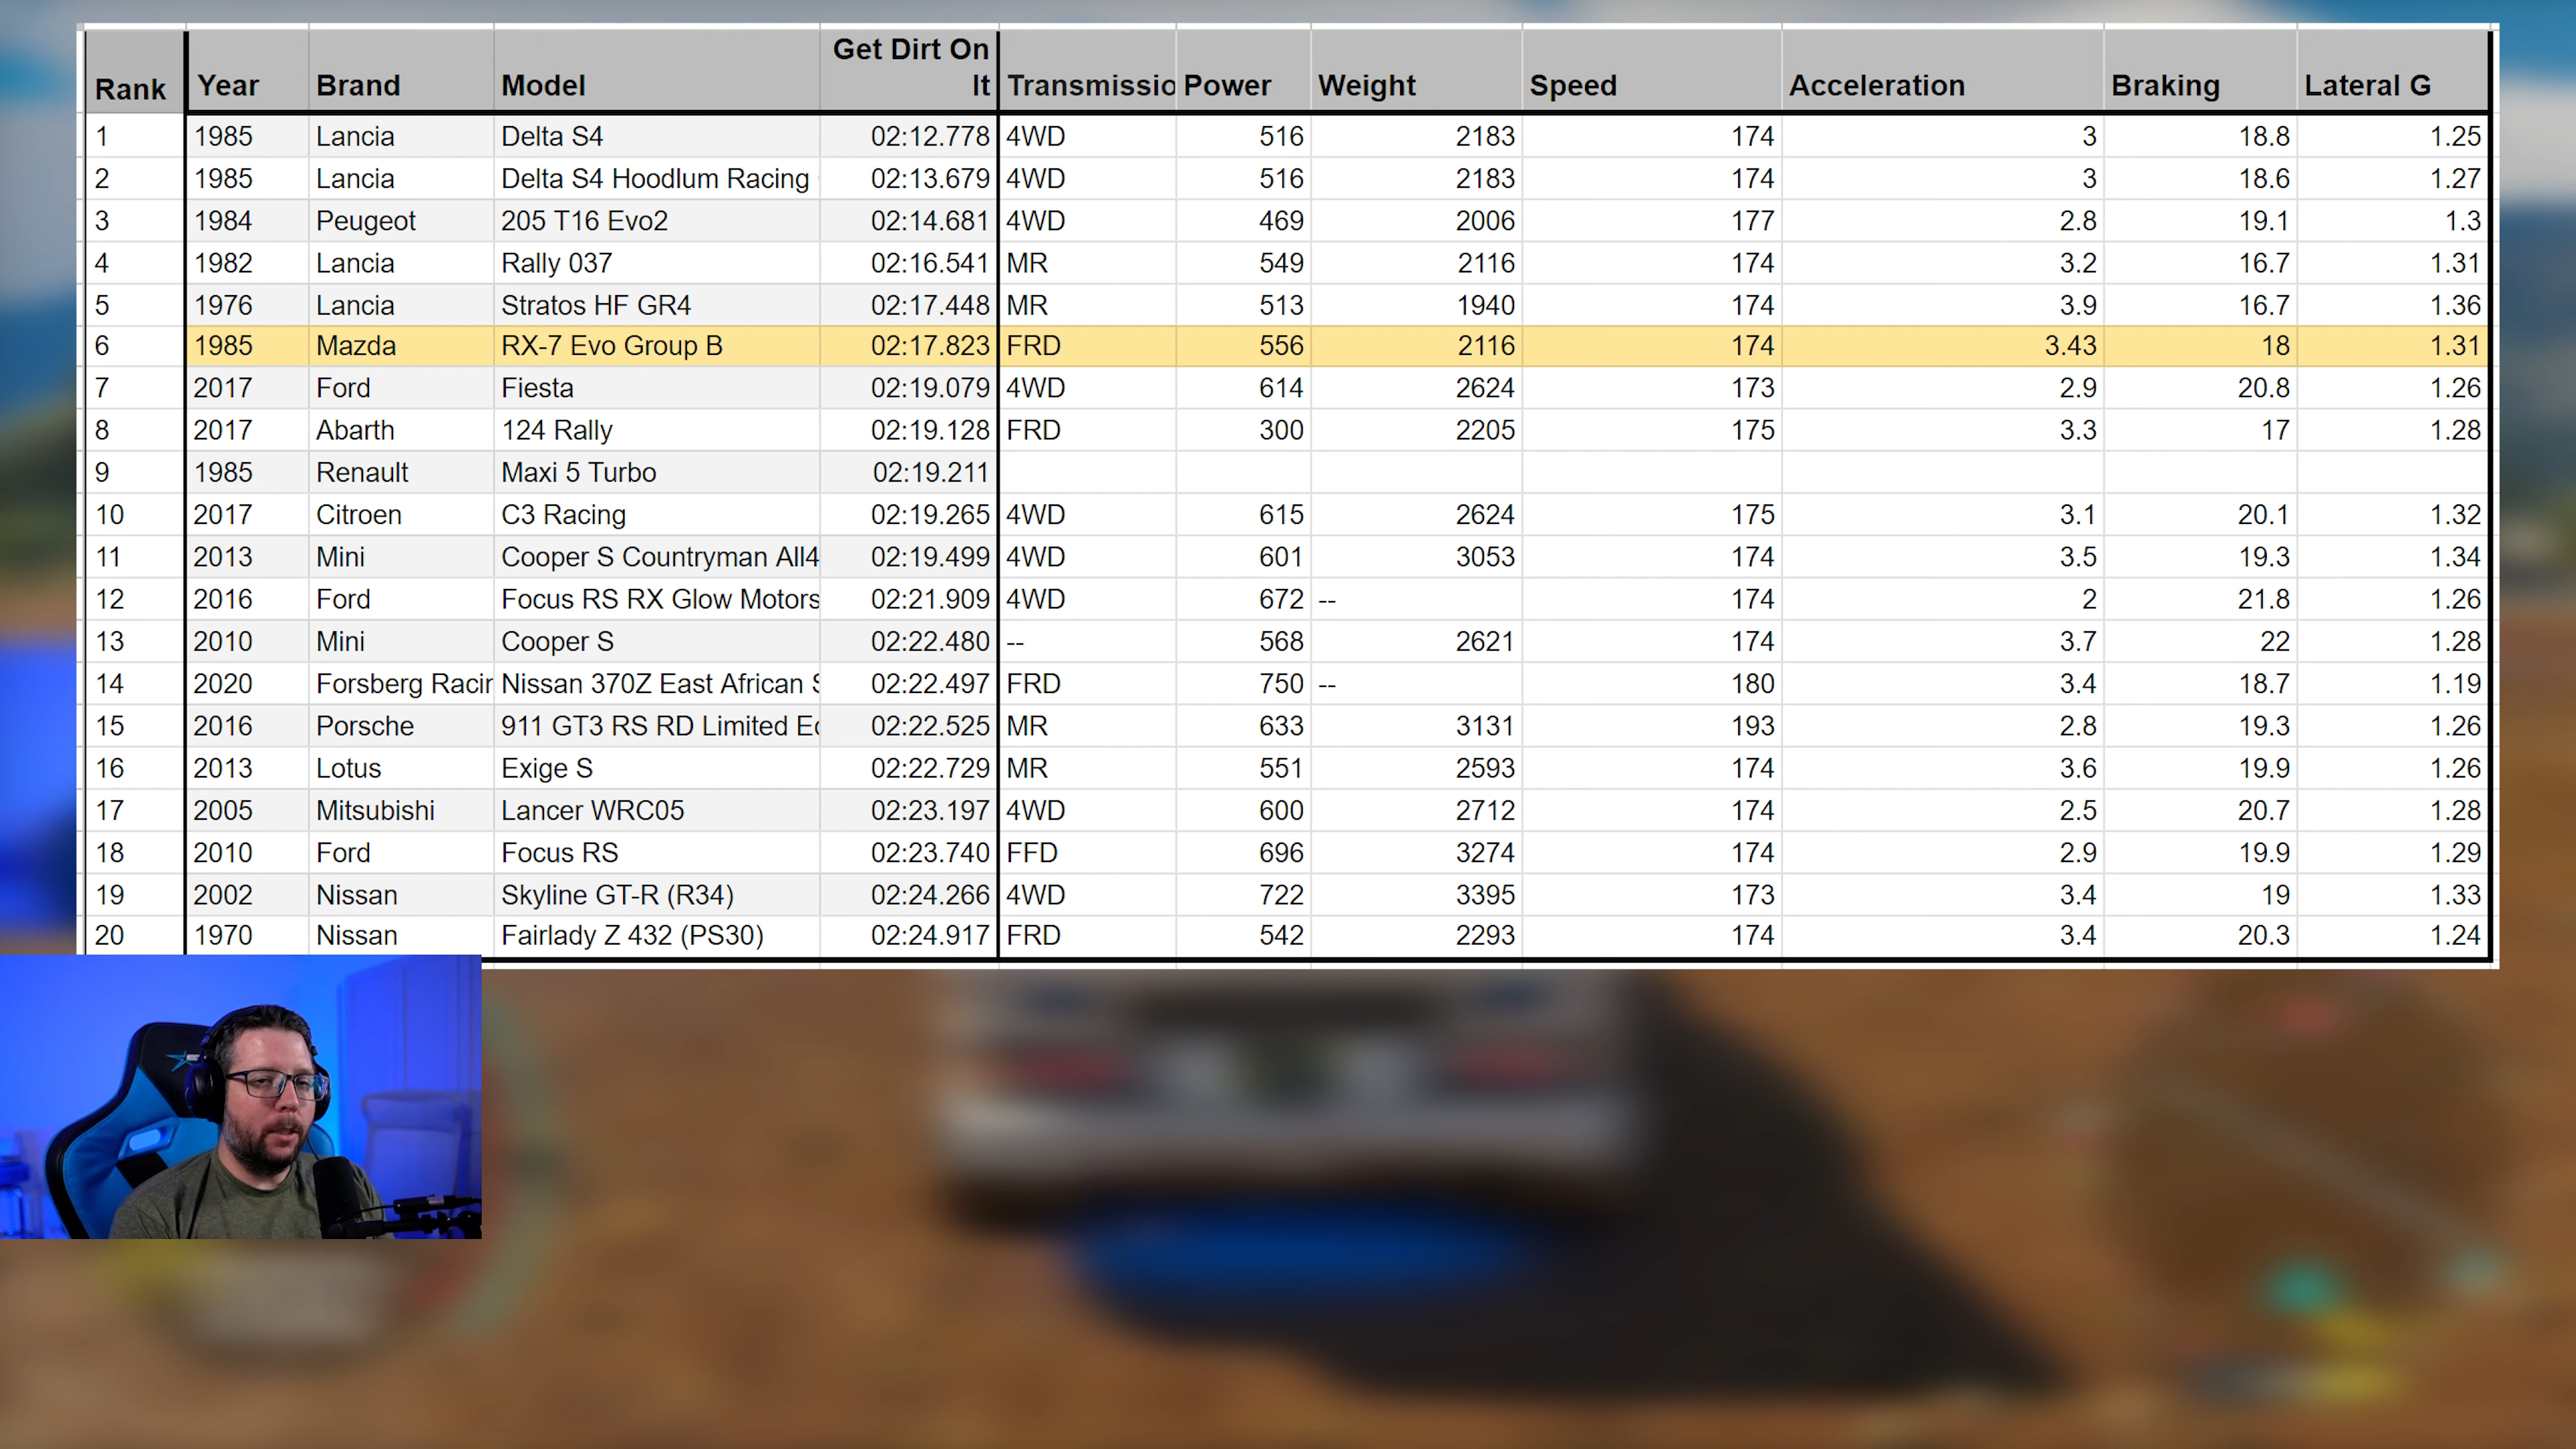 Rank Year Brand Model Get Dirt On It Transmissio Power Weight Speed Acceleration Braking Lateral G
1 1985 Lancia Delta S4 02:12.778 4WD 516 2183 174 3 18.8 1.25
2 1985 Lancia Delta S4 Hoodlum Racing 02:13.679 4WD 516 2183 174 3 18.6 1.27
3 1984 Peugeot 205 T16 Evo2 02:14.681 4WD 469 2006 177 2.8 19.1 1.3
4 1982 Lancia Rally 037 02:16.541 MR 549 2116 174 3.2 16.7 1.31
5 1976 Lancia Stratos HF GR4 02:17.448 MR 513 1940 174 3.9 16.7 1.36
6 1985 Mazda RX-7 Evo Group B 02:17.823 FRD 556 2116 174 3.43 18 1.31
7 2017 Ford Fiesta 02:19.079 4WD 614 2624 173 2.9 20.8 1.26
8 2017 Abarth 124 Rally 02:19.128 FRD 300 2205 175 3.3 17 1.28
9 1985 Renault Maxi 5 Turbo 02:19.211
10 2017 Citroen C3 Racing 02:19.265 4WD 615 2624 175 3.1 20.1 1.32
11 2013 Mini Cooper S Countryman All4 02:19.499 4WD 601 3053 174 3.5 19.3 1.34
12 2016 Ford Focus RS RX Glow Motors 02:21.909 4WD 672 -- 174 2 21.8 1.26
13 2010 Mini Cooper S 02:22.480 -- 568 2621 174 3.7 22 1.28
14 2020 Forsberg Racin Nissan 370Z East African S 02:22.497 FRD 750 -- 180 3.4 18.7 1.19
15 2016 Porsche 911 GT3 RS RD Limited Ed 02:22.525 MR 633 3131 193 2.8 19.3 1.26
16 2013 Lotus Exige S 02:22.729 MR 551 2593 174 3.6 19.9 1.26
17 2005 Mitsubishi Lancer WRC05 02:23.197 4WD 600 2712 174 2.5 20.7 1.28
18 2010 Ford Focus RS 02:23.740 FFD 696 3274 174 2.9 19.9 1.29
19 2002 Nissan Skyline GT-R (R34) 02:24.266 4WD 722 3395 173 3.4 19 1.33
20 1970 Nissan Fairlady Z 432 (PS30) 02:24.917 FRD 542 2293 174 3.4 20.3 1.24